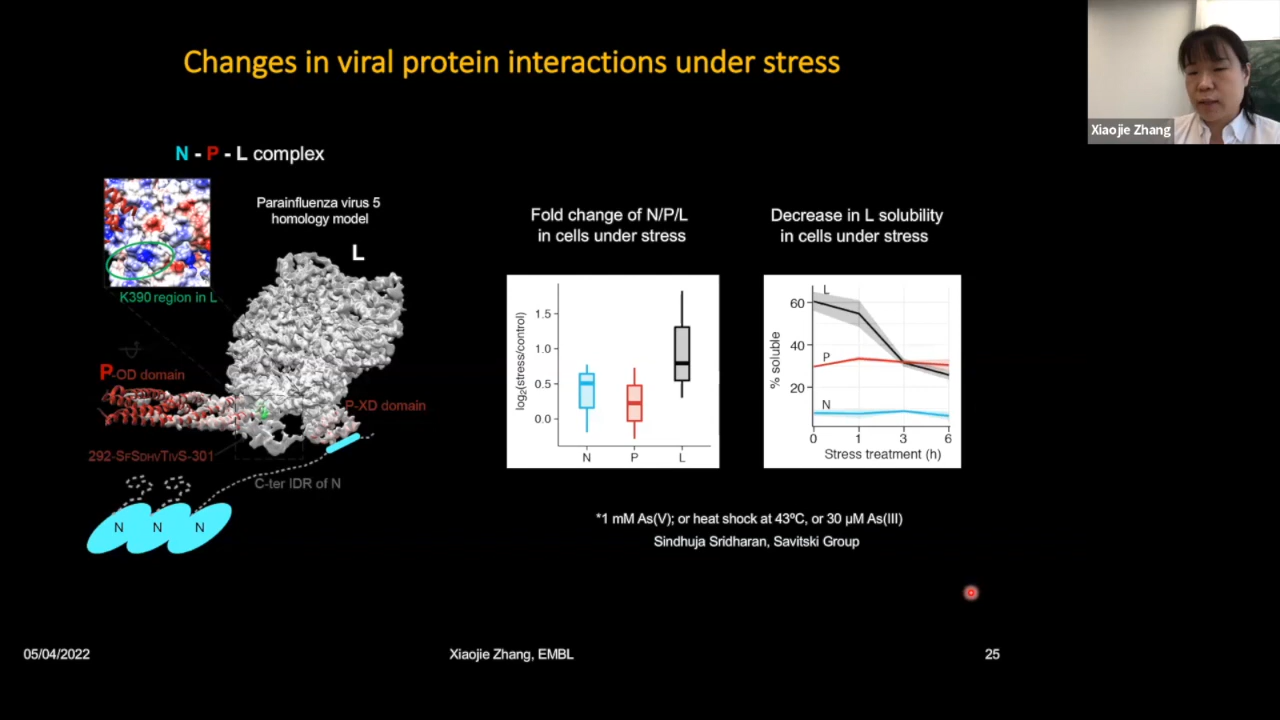 Changes in viral protein interactions under stress
Xiaojie Zhang
N - P - L complex
Parainfluenza virus 5
homology model
L
K390 region in L
P-OD domain
P-XD domain
292-SFSDHVTIVS-301
C-ter IDR of N
N N N
Fold change of N/P/L
in cells under stress
log2(stress/control)
1.5
1.0
0.5
0.0
N P L
Decrease in L solubility
in cells under stress
% soluble
60
40
20
L
P
N
0 1 3 6
Stress treatment (h)
*1 mM As(V); or heat shock at 43ºC, or 30 µM As(III)
Sindhuja Sridharan, Savitski Group
05/04/2022
Xiaojie Zhang, EMBL
25